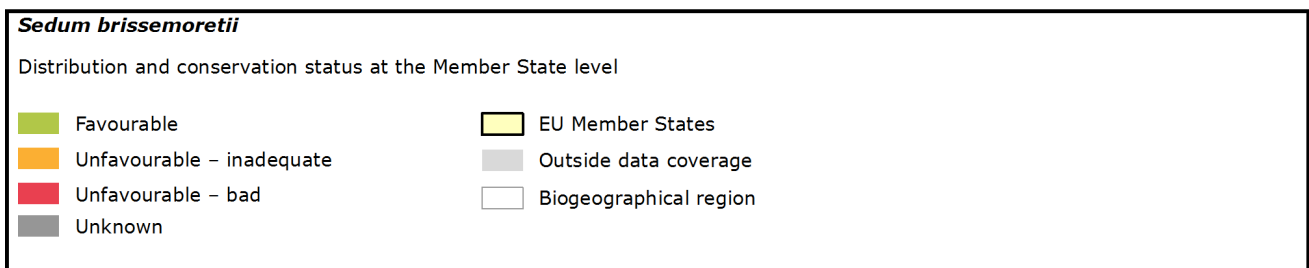 Sedum brissemoretii
Distribution and conservation status at the Member State level
Favourable
Unfavourable – inadequate
Unfavourable – bad
Unknown
EU Member States
Outside data coverage
Biogeographical region